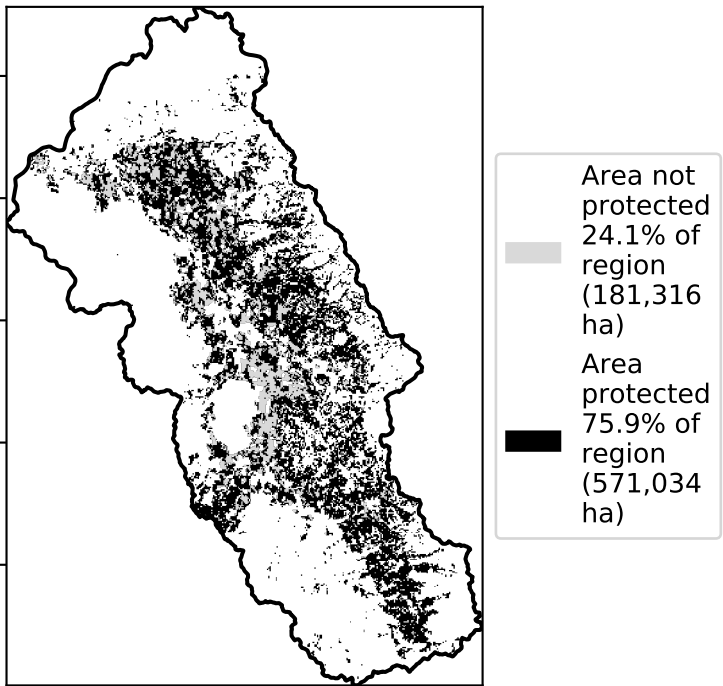 Area not
protected
24.1% of
region
(181,316
ha)
Area
protected
75.9% of
region
(571,034
ha)